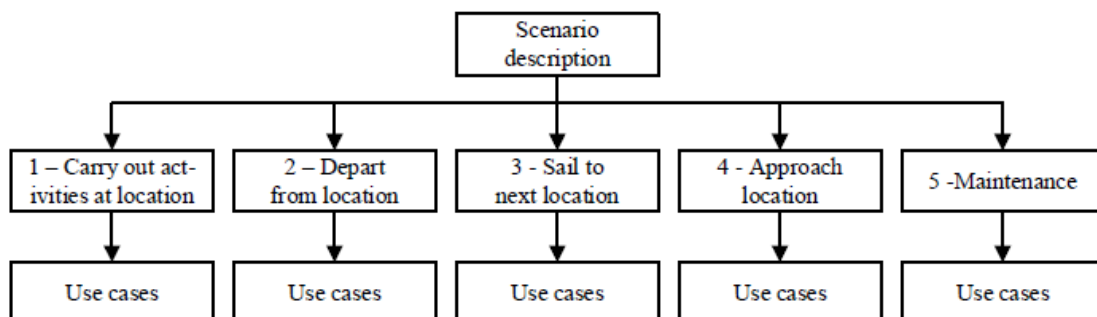 Scenario
description
1 – Carry out act-
ivities at location
2 – Depart
from location
3 - Sail to
next location
4 - Approach
location
5 -Maintenance
Use cases
Use cases
Use cases
Use cases
Use cases